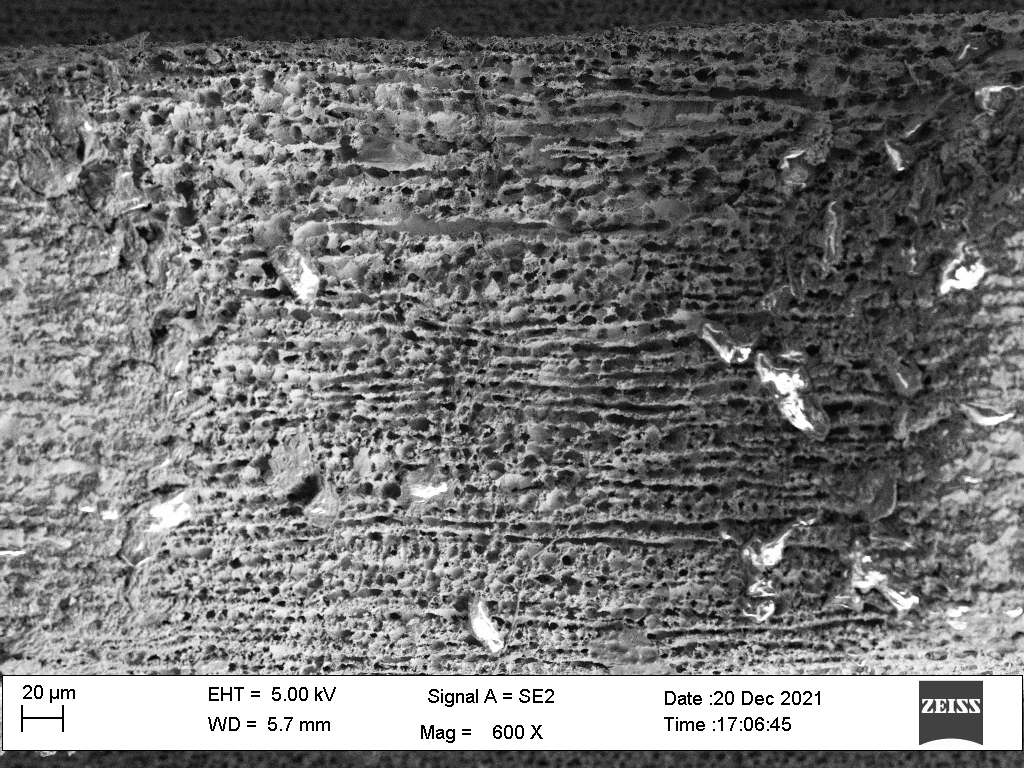 20 µm
EHT = 5.00 kV
WD = 5.7 mm
Signal A = SE2
Mag = 600 X
Date :20 Dec 2021
Time :17:06:45
ZEISS